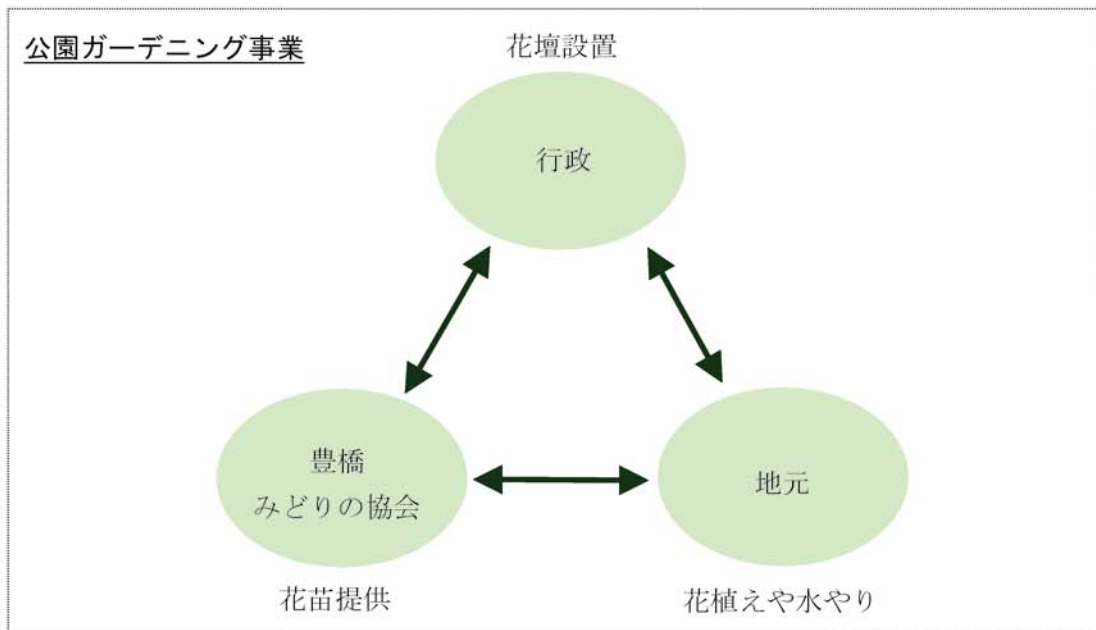 公園ガーデニング事業
花壇設置
行政
豊橋
みどりの協会
地元
花苗提供
花植えや水やり